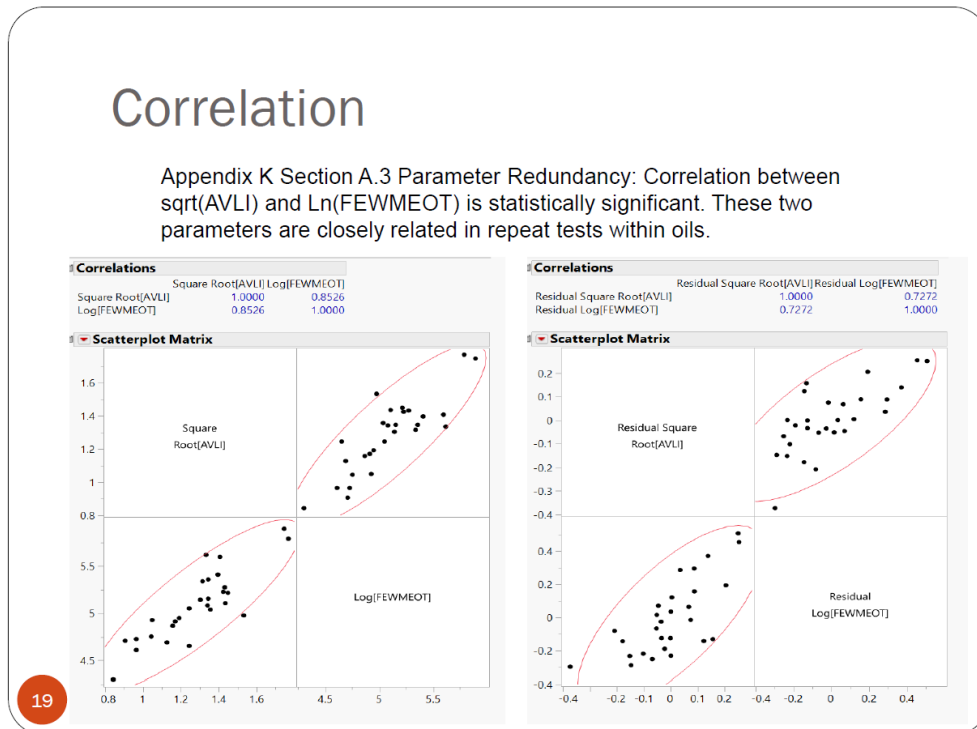 Correlation
Appendix K Section A.3 Parameter Redundancy: Correlation between
sqrt(AVLI) and Ln(FEWMEOT) is statistically significant. These two
parameters are closely related in repeat tests within oils.
Correlations
Square Root[AVLI] Log[FEWMEOT]
Square Root[AVLI] 1.0000 0.8526
Log[FEWMEOT] 0.8526 1.0000
Scatterplot Matrix
1.6
1.4
1.2
1
0.8
Square
Root[AVLI]
5.5
5
4.5
Log[FEWMEOT]
0.8 1 1.2 1.4 1.6 4.5 5 5.5
Correlations
Residual Square Root[AVLI] Residual Log[FEWMEOT]
Residual Square Root[AVLI] 1.0000 0.7272
Residual Log[FEWMEOT] 0.7272 1.0000
Scatterplot Matrix
0.2
0.1
0
-0.1
-0.2
-0.3
-0.4
Residual Square
Root[AVLI]
0.4
0.2
0
-0.2
-0.4
Residual
Log[FEWMEOT]
-0.4 -0.2 -0.1 0 0.1 0.2 -0.4 -0.2 0 0.2 0.4
19